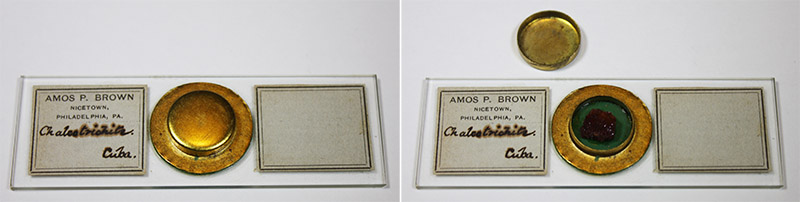 AMOS P. BROWN
NICETOWN,
PHILADELPHIA, PA.
Chalcotrichite.
Cuba.
AMOS P. BROWN
NICETOWN,
PHILADELPHIA, PA.
Chalcotrichite.
Cuba.